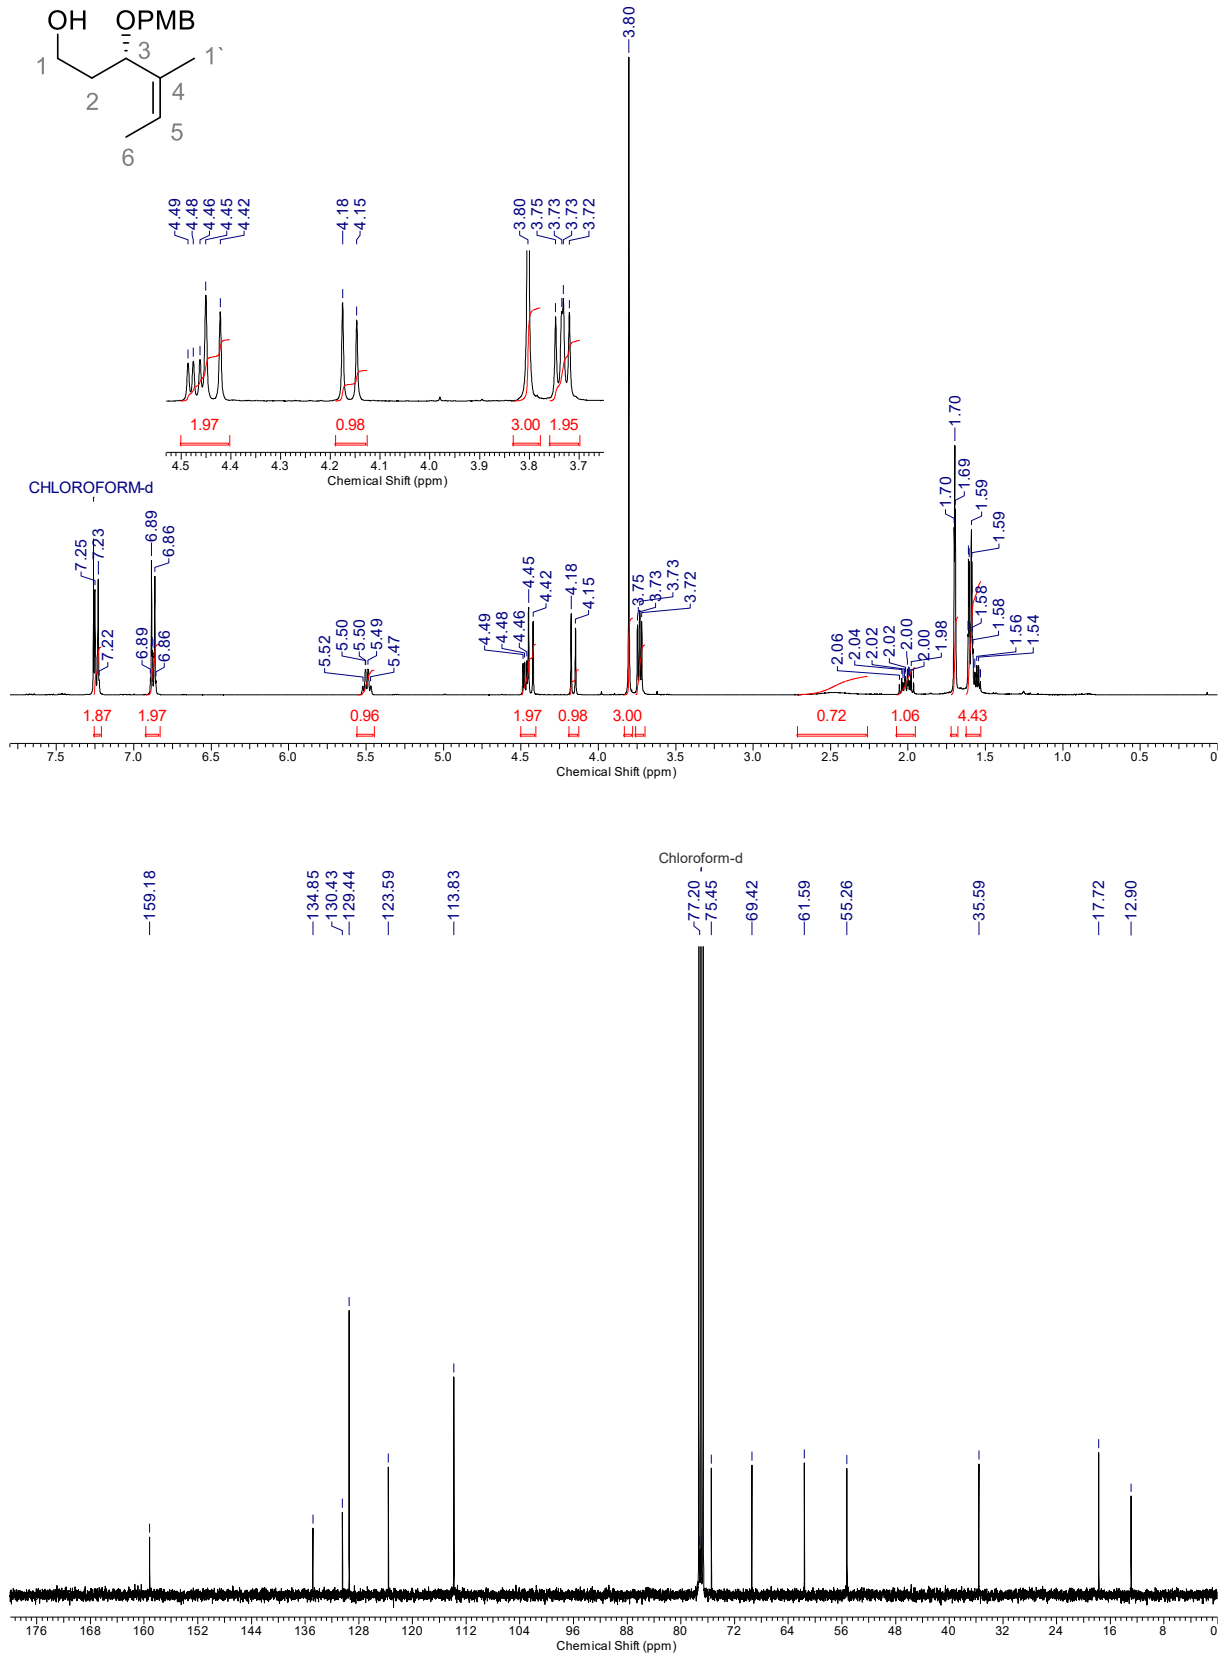 OH OPMB
1 2 3 1`
4
5
6
4.49 4.48 4.46 4.45 4.42 4.18 4.15 3.80 3.75 3.73 3.73 3.72
3.80
1.97 0.98 3.00 1.95
4.5 4.4 4.3 4.2 4.1 4.0 3.9 3.8 3.7
Chemical Shift (ppm)
CHLOROFORM-d
7.25 7.23 7.22 6.89 6.89 6.86 6.86 5.52 5.50 5.50 5.49 5.47 4.49 4.48 4.46 4.45 4.42 4.18 4.15 3.75 3.73 3.73 3.72 2.06 2.04 2.02 2.02 2.00 2.00 1.98 1.70 1.70 1.69 1.59 1.59 1.58 1.58 1.56 1.54
1.87 1.97 0.96 1.97 0.98 3.00 0.72 1.06 4.43
7.5 7.0 6.5 6.0 5.5 5.0 4.5 4.0 3.5 3.0 2.5 2.0 1.5 1.0 0.5 0
Chemical Shift (ppm)
Chloroform-d
159.18 134.85 130.43 129.44 123.59 113.83 77.20 75.45 69.42 61.59 55.26 35.59 17.72 12.90
176 168 160 152 144 136 128 120 112 104 96 88 80 72 64 56 48 40 32 24 16 8 0
Chemical Shift (ppm)